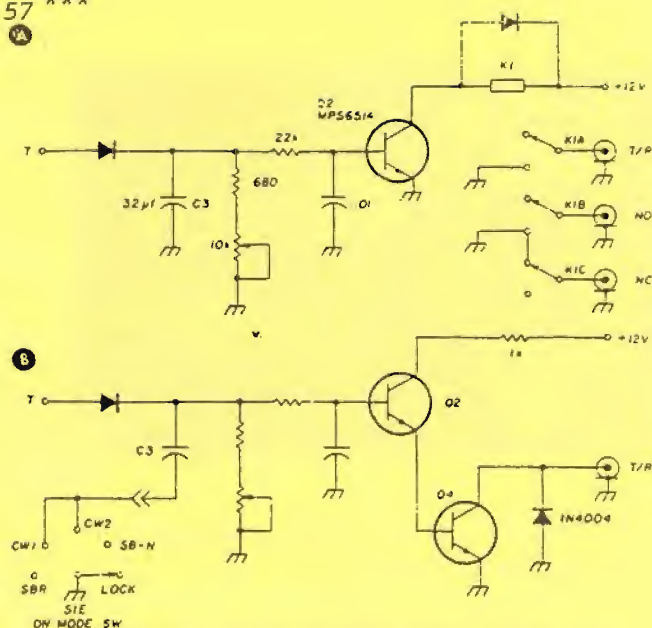 57 ***
A
K1
+12V
Q2
MPS6514
22k
T
K1A
T/R
680
32µf
C3
.01
K1B
NO
10k
K1C
NC
B
1k
+12V
T
Q2
C3
Q4
1N4004
T/R
CW2
CW1
SB-N
SBR
LOCK
S1E
ON MODE SW